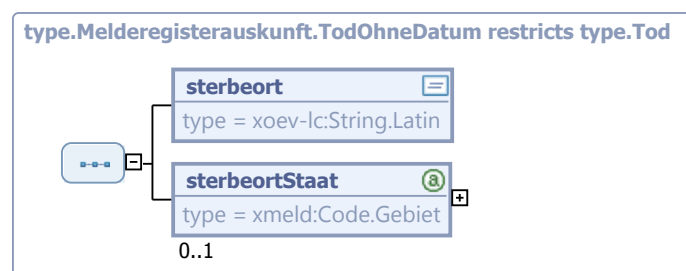 type.Melderegisterauskunft.TodOhneDatum restricts type.Tod
sterbeort
type = xoev-lc:String.Latin
sterbeortStaat
type = xmeld:Code.Gebiet
0..1